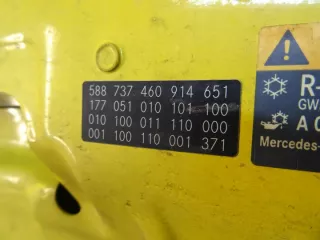 588 737 460 914 651
177 051 010 101 100
010 100 011 110 000
001 100 110 001 371
R-
GW
A C
Mercedes-